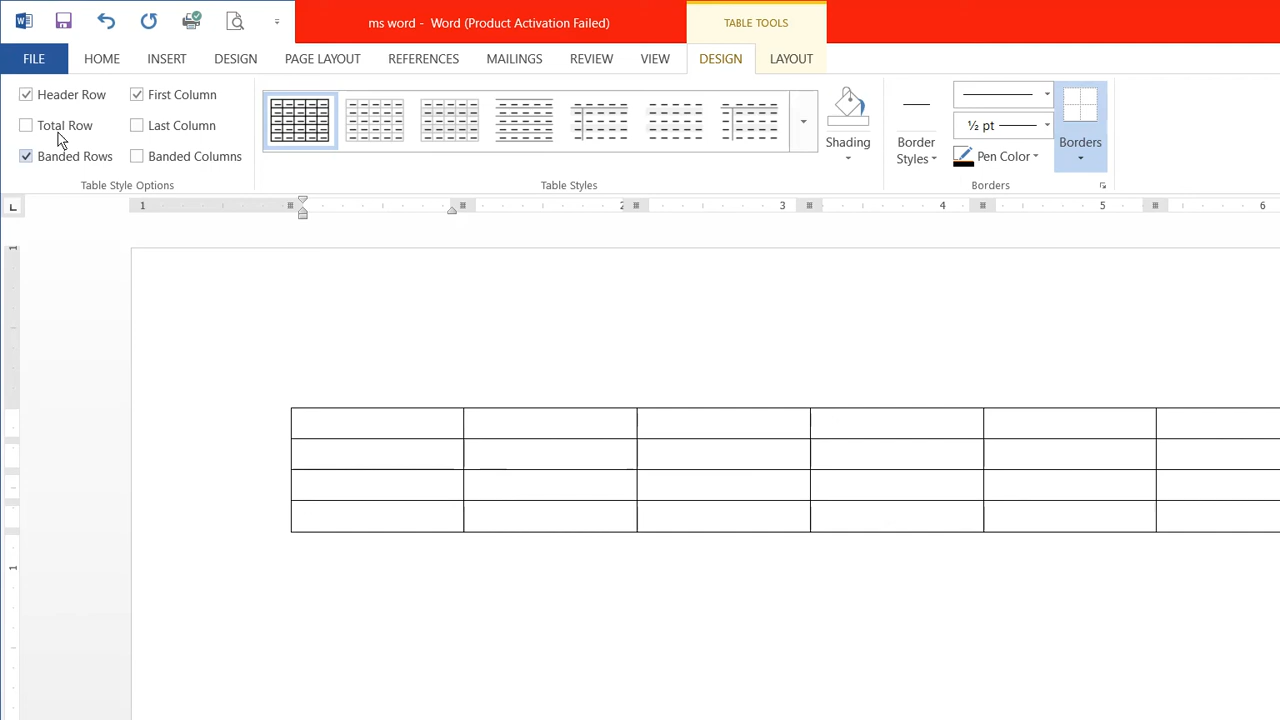 ms word - Word (Product Activation Failed)
TABLE TOOLS
FILE HOME INSERT DESIGN PAGE LAYOUT REFERENCES MAILINGS REVIEW VIEW DESIGN LAYOUT
Header Row First Column
Total Row Last Column
Banded Rows Banded Columns
Table Style Options
Table Styles
Shading
Border
Styles
½ pt
Pen Color
Borders
Borders
L
1 2 3 4 5 6
1
1